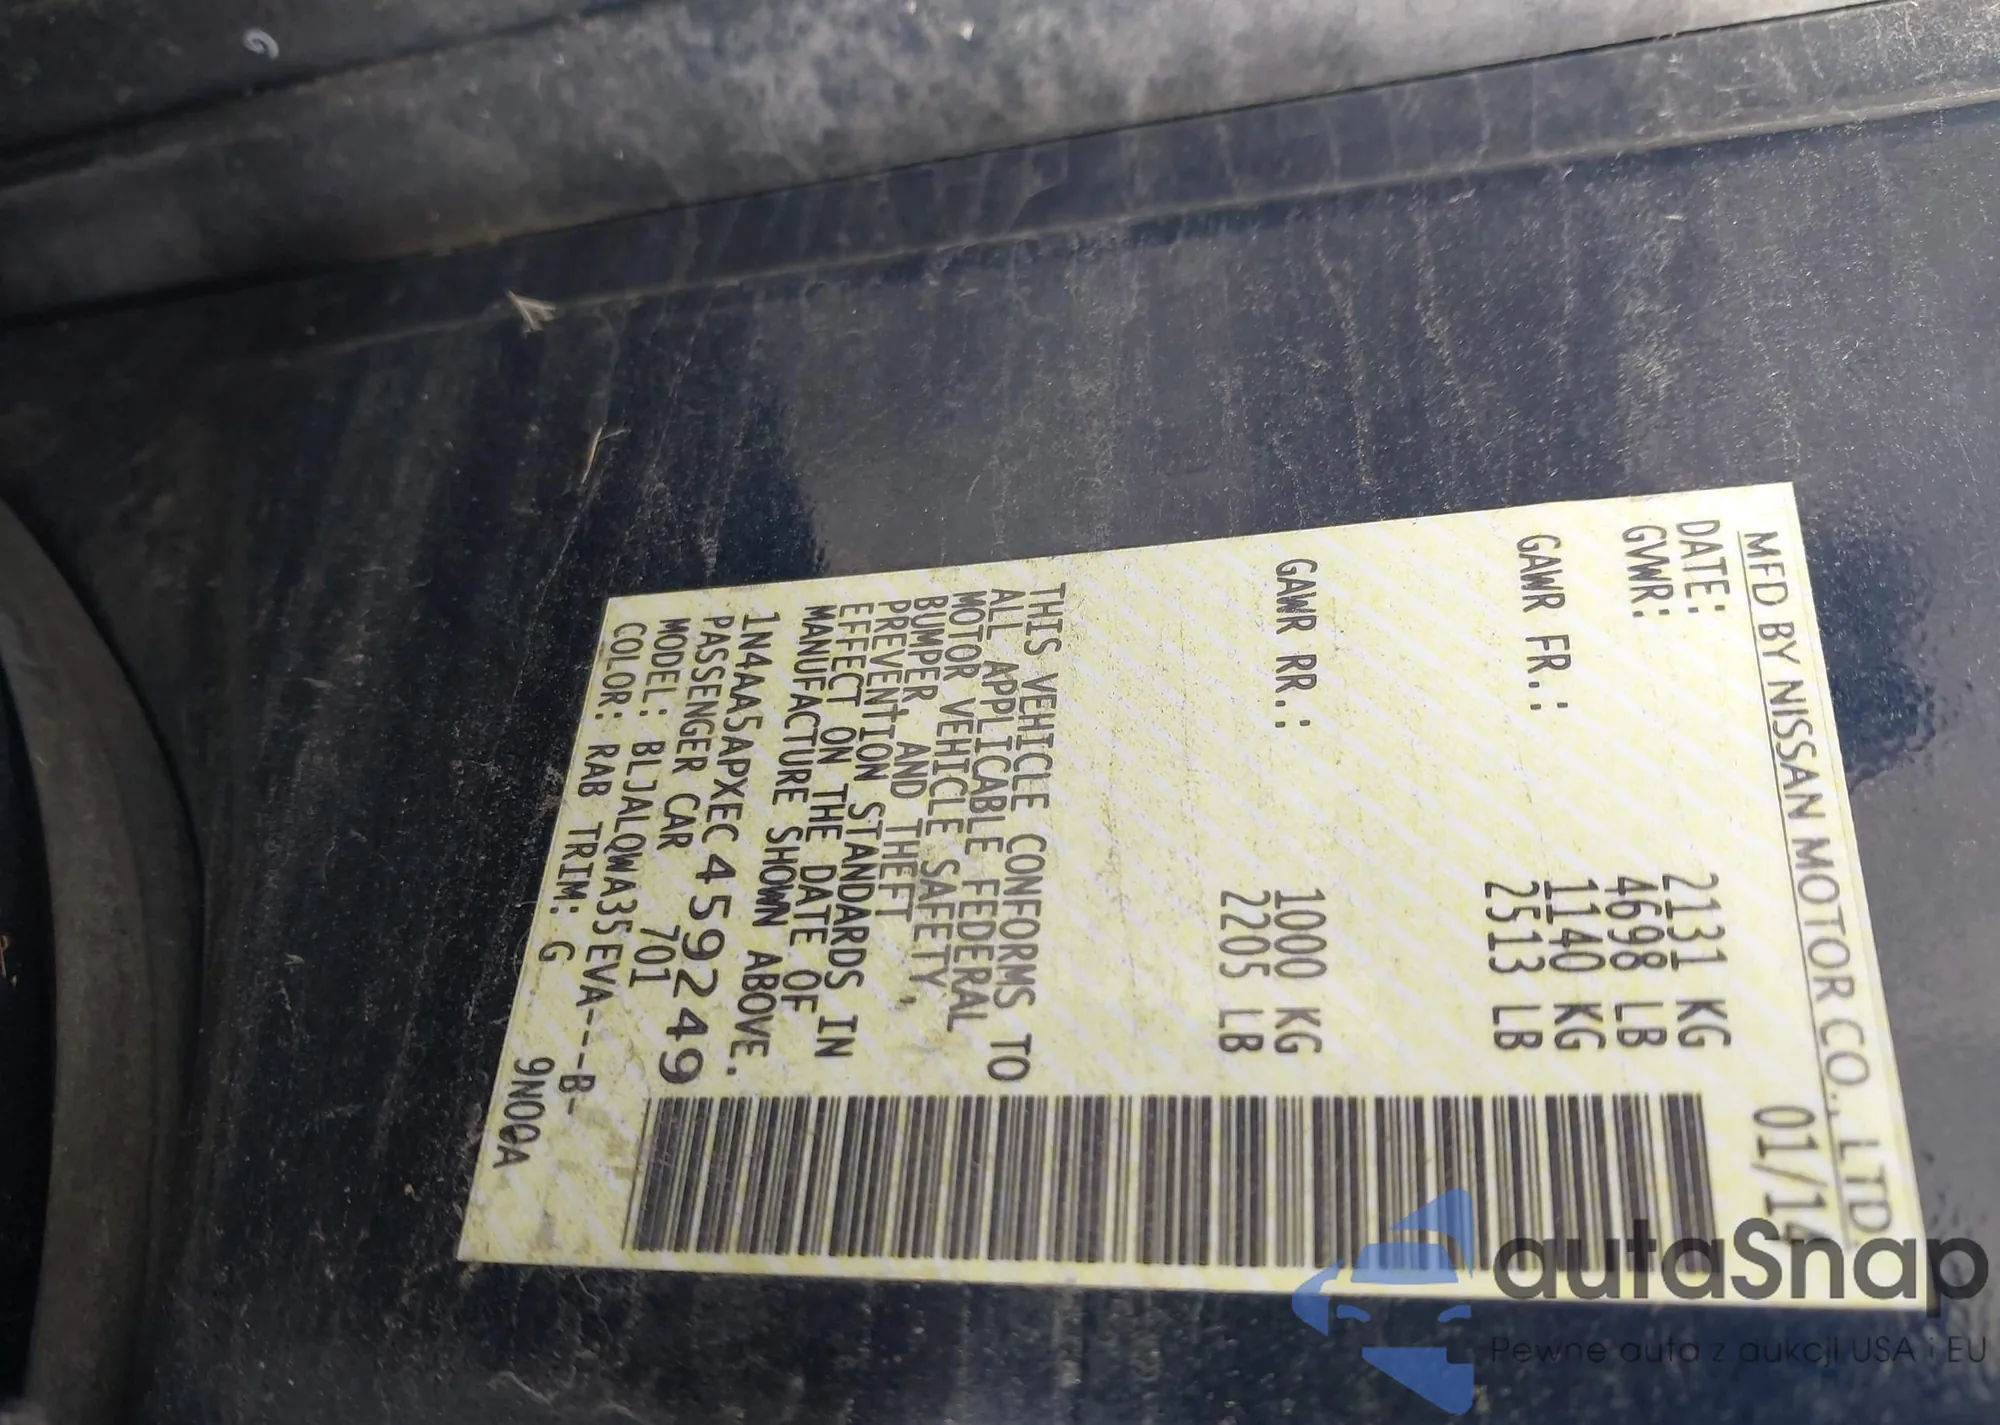 MFD BY NISSAN MOTOR CO., LTD
DATE: 01/14
GVWR: 2131 KG
4698 LB
GAWR FR.: 1140 KG
2513 LB
GAWR RR.: 1000 KG
2205 LB
THIS VEHICLE CONFORMS TO
ALL APPLICABLE FEDERAL
MOTOR VEHICLE SAFETY,
BUMPER, AND THEFT
PREVENTION STANDARDS IN
EFFECT ON THE DATE OF
MANUFACTURE SHOWN ABOVE.
1N4AA5APXEC459249
PASSENGER CAR 701
MODEL: BLJALQWA35EVA---B-
COLOR: RAB TRIM: G 9N00A
autaSnap
Pewne auta z aukcji USA i EU